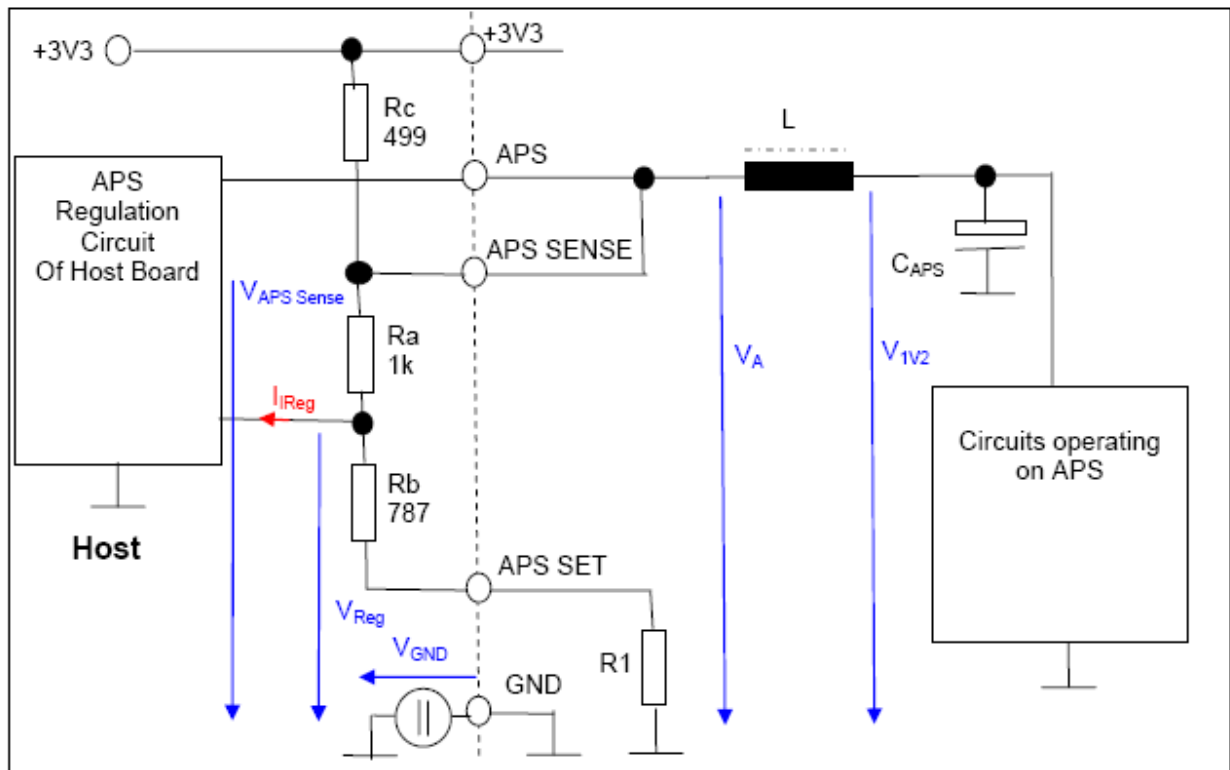 +3V3
+3V3
Rc
499
L
APS
APS
Regulation
Circuit
Of Host Board
APS SENSE
CAPS
VAPS Sense
Ra
1k
VA
V1V2
IIReg
Circuits operating
on APS
Rb
787
Host
APS SET
VReg
VGND
R1
GND